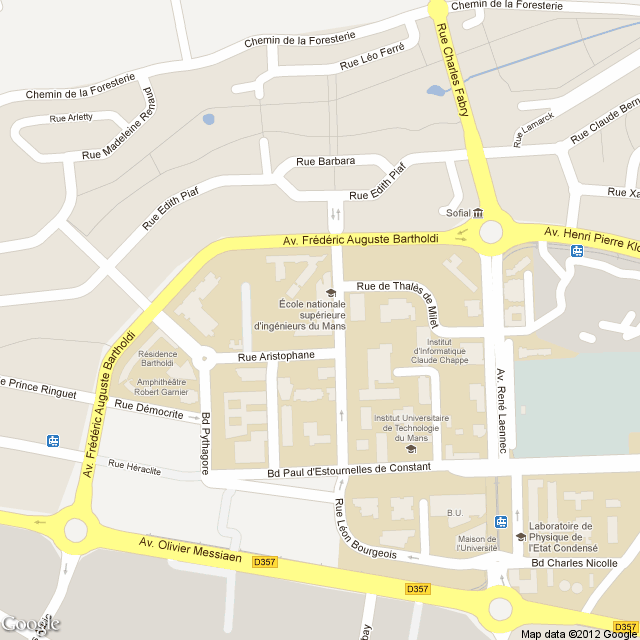 Chemin de la Foresterie
Rue Léo Ferré
Rue Charles Fabry
Chemin de la Foresterie
Rue Arletty
Rue Madeleine Renaud
Rue Lamarck
Rue Claude Bern
Rue Barbara
Rue Edith Piaf
Rue Edith Piaf
Rue Xa
Sofial
Av. Frédéric Auguste Bartholdi
Av. Henri Pierre Klo
Rue de Thalès de Milet
École nationale
supérieure
d'ingénieurs du Mans
Av. Frédéric Auguste Bartholdi
Institut
d'Informatique
Claude Chappe
Résidence
Bartholdi
Rue Aristophane
Amphithéâtre
Robert Garnier
Av. René Laennec
e Prince Ringuet
Rue Démocrite
Bd Pythagore
Institut Universitaire
de Technologie
du Mans
Rue Héraclite
Bd Paul d'Estournelles de Constant
Rue Léon Bourgeois
B.U.
Maison de
l'Université
Laboratoire de
Physique de
l'Etat Condensé
Av. Olivier Messiaen
D357
Bd Charles Nicolle
D357
D357
Google
Map data ©2012 Google